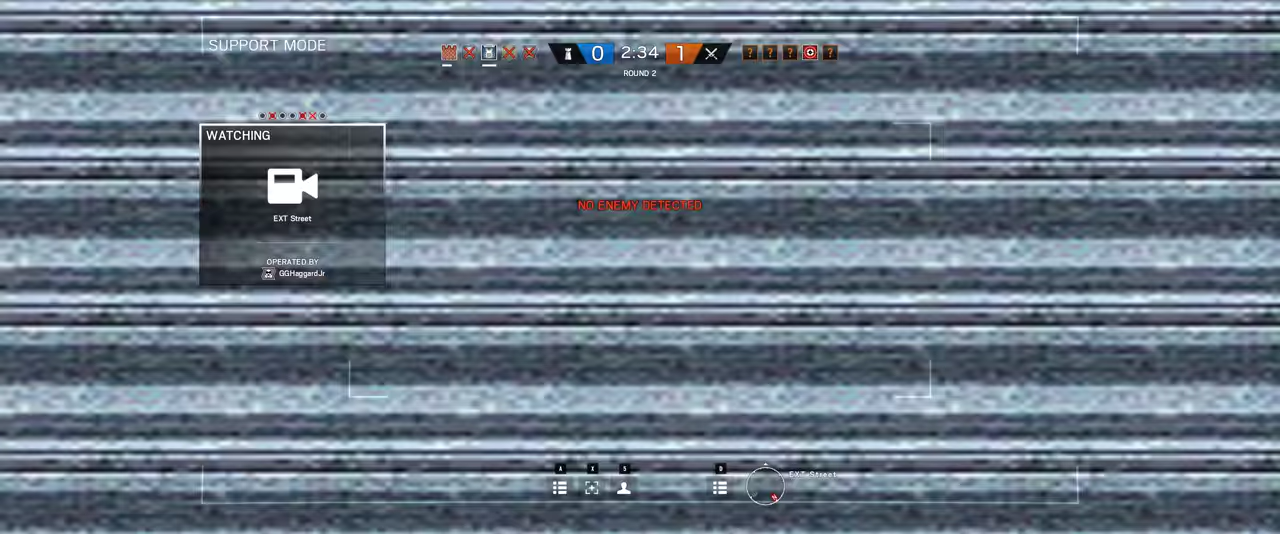 SUPPORT MODE
0 2:34 1
ROUND 2
? ? ? ?
WATCHING
EXT Street
OPERATED BY
GGHaggardJr
NO ENEMY DETECTED
A X S D
EXT Street